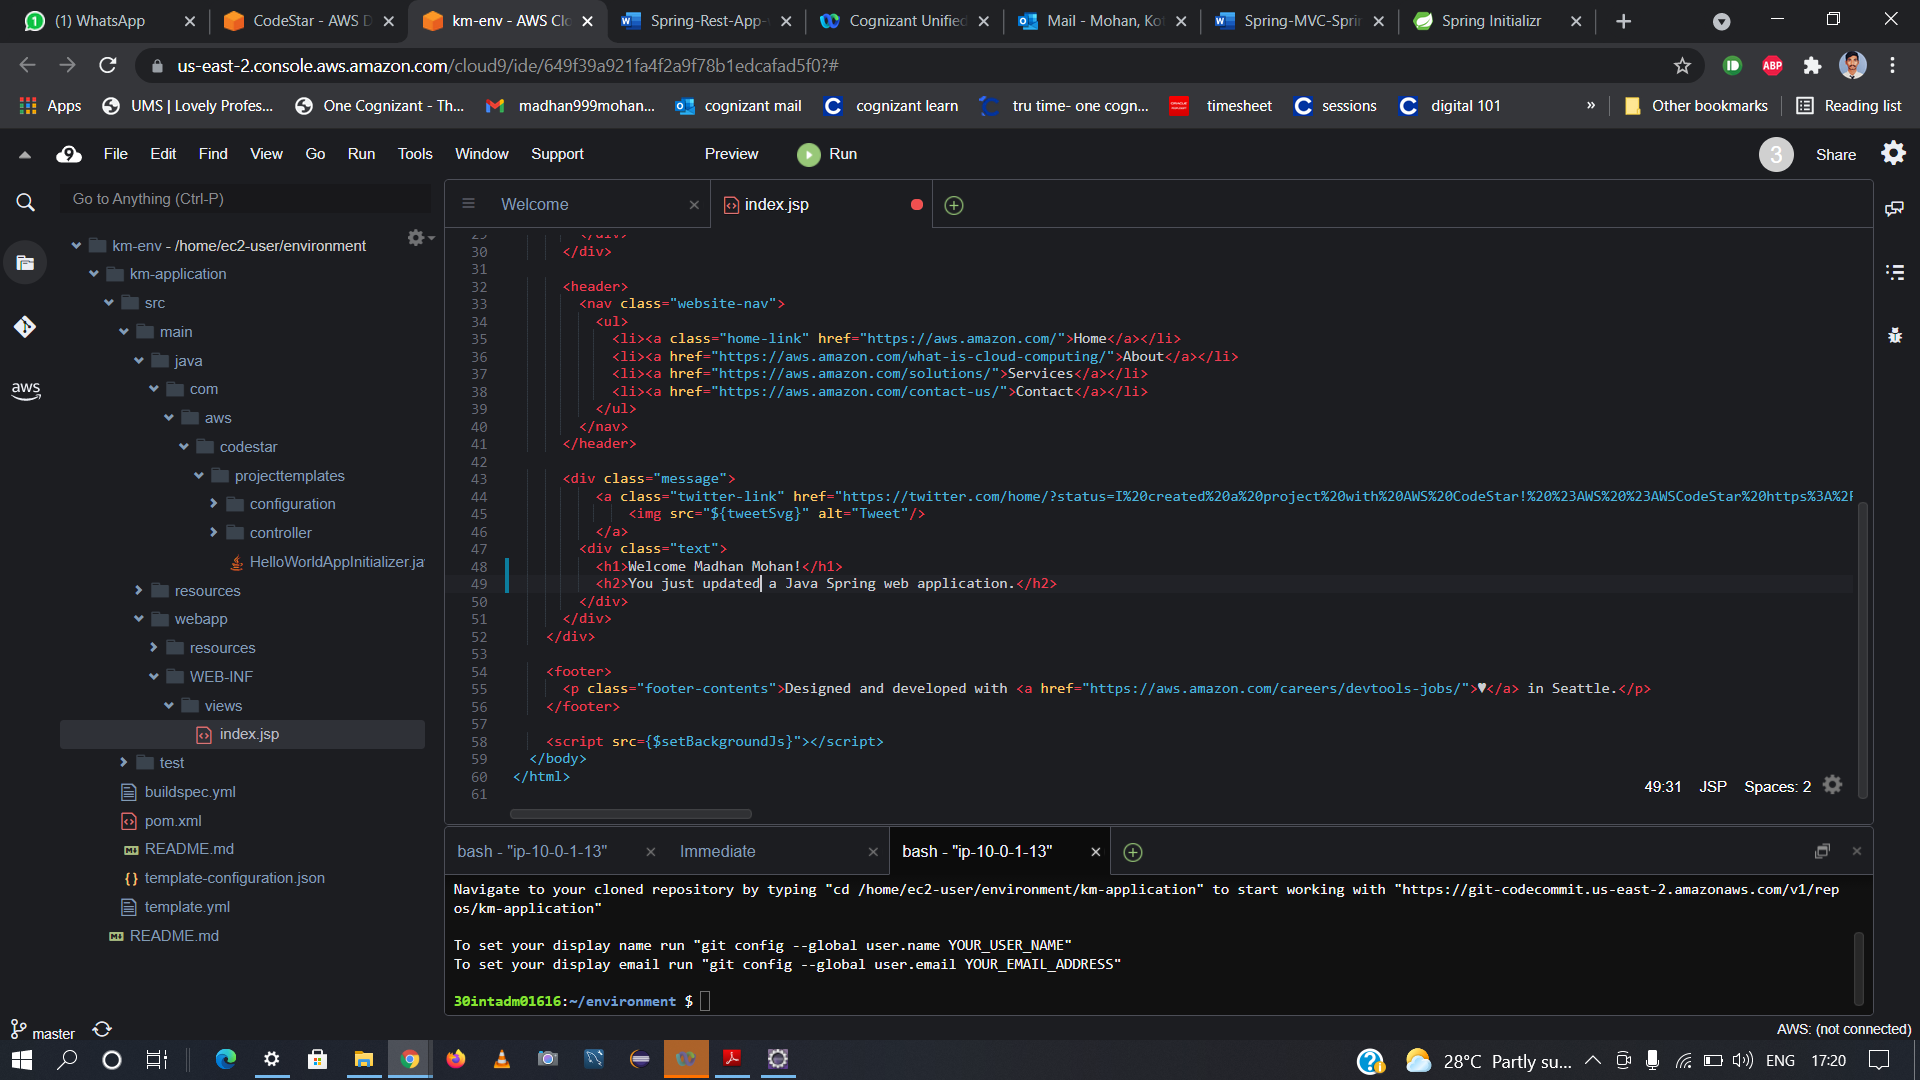 (1) WhatsApp
CodeStar - AWS D
km-env - AWS Clo
Spring-Rest-App-
Cognizant Unified
Mail - Mohan, Kot
Spring-MVC-Sprin
Spring Initializr
us-east-2.console.aws.amazon.com/cloud9/ide/649f39a921fa4f2a9f78b1edcafad5f0?#
Apps
UMS | Lovely Profes...
One Cognizant - Th...
madhan999mohan...
cognizant mail
cognizant learn
tru time- one cogn...
timesheet
sessions
digital 101
»
Other bookmarks
Reading list
9 File Edit Find View Go Run Tools Window Support Preview Run 3 Share
Go to Anything (Ctrl-P)
Welcome
index.jsp
km-env - /home/ec2-user/environment
km-application
src
main
java
com
aws
codestar
projecttemplates
configuration
controller
HelloWorldAppInitializer.ja
resources
webapp
resources
WEB-INF
views
index.jsp
test
buildspec.yml
pom.xml
README.md
template-configuration.json
template.yml
README.md
aws
29 </div>
30 </div>
31
32 <header>
33 <nav class="website-nav">
34 <ul>
35 <li><a class="home-link" href="https://aws.amazon.com/">Home</a></li>
36 <li><a href="https://aws.amazon.com/what-is-cloud-computing/">About</a></li>
37 <li><a href="https://aws.amazon.com/solutions/">Services</a></li>
38 <li><a href="https://aws.amazon.com/contact-us/">Contact</a></li>
39 </ul>
40 </nav>
41 </header>
42
43 <div class="message">
44 <a class="twitter-link" href="https://twitter.com/home/?status=I%20created%20a%20project%20with%20AWS%20CodeStar!%20%23AWS%20%23AWSCodeStar%20https%3A%2F
45 <img src="${tweetSvg}" alt="Tweet"/>
46 </a>
47 <div class="text">
48 <h1>Welcome Madhan Mohan!</h1>
49 <h2>You just updated a Java Spring web application.</h2>
50 </div>
51 </div>
52 </div>
53
54 <footer>
55 <p class="footer-contents">Designed and developed with <a href="https://aws.amazon.com/careers/devtools-jobs/">♥</a> in Seattle.</p>
56 </footer>
57
58 <script src={$setBackgroundJs}"></script>
59 </body>
60 </html>
61
49:31 JSP Spaces: 2
bash - "ip-10-0-1-13"
Immediate
bash - "ip-10-0-1-13"
Navigate to your cloned repository by typing "cd /home/ec2-user/environment/km-application" to start working with "https://git-codecommit.us-east-2.amazonaws.com/v1/rep
os/km-application"
To set your display name run "git config --global user.name YOUR_USER_NAME"
To set your display email run "git config --global user.email YOUR_EMAIL_ADDRESS"
30intadm01616:~/environment $
master
AWS: (not connected)
28°C Partly su...
ENG
17:20